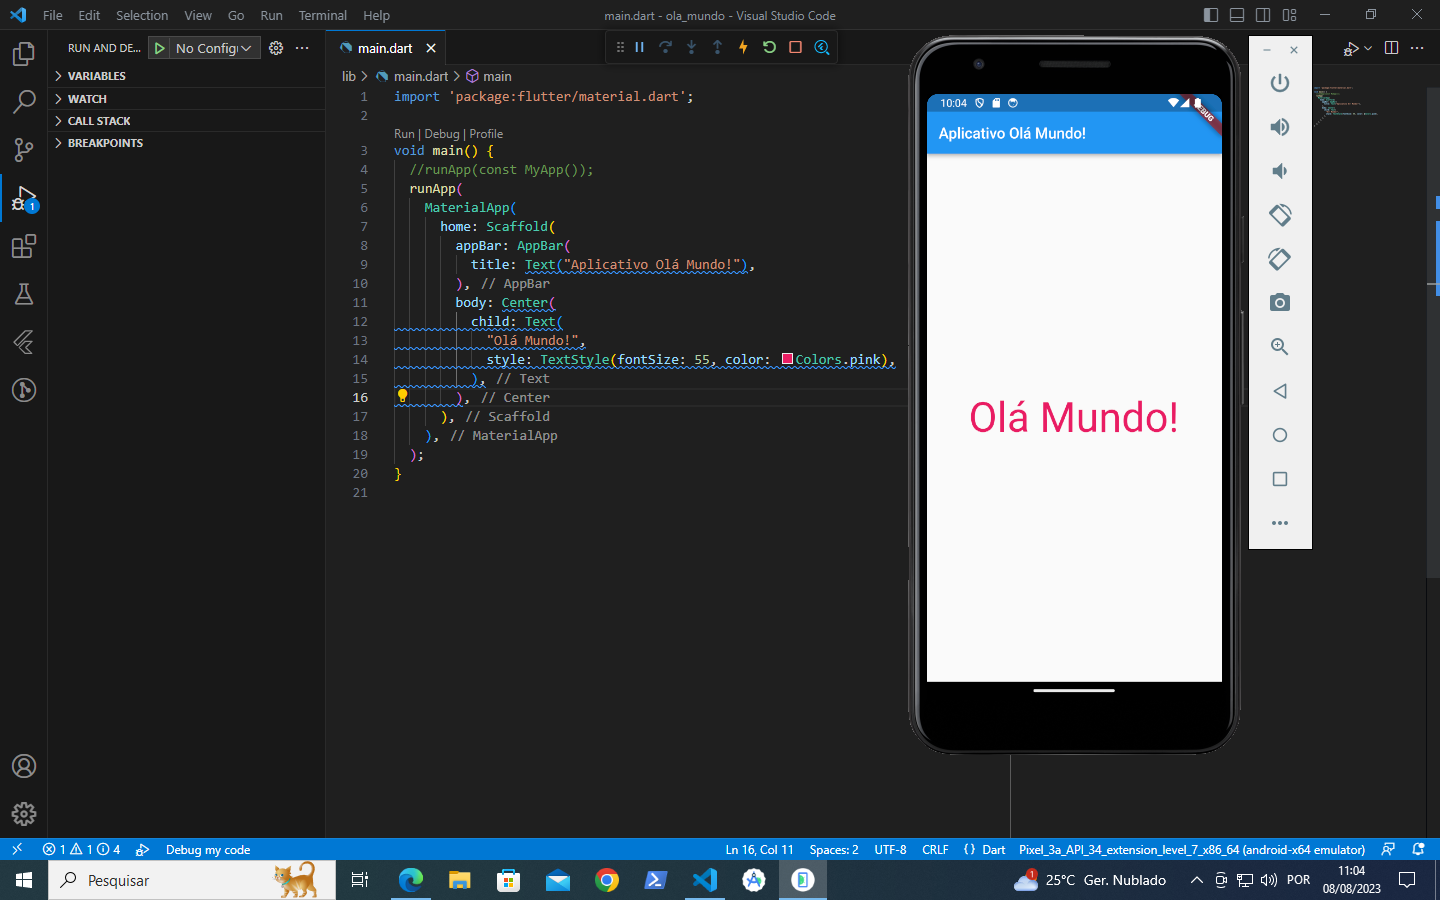 File Edit Selection View Go Run Terminal Help
main.dart - ola_mundo - Visual Studio Code
RUN AND DE... No Config
main.dart
VARIABLES
WATCH
CALL STACK
BREAKPOINTS
1
lib > main.dart > main
1 import 'package:flutter/material.dart';
2
Run | Debug | Profile
3 void main() {
4 //runApp(const MyApp());
5 runApp(
6 MaterialApp(
7 home: Scaffold(
8 appBar: AppBar(
9 title: Text("Aplicativo Olá Mundo!"),
10 ), // AppBar
11 body: Center(
12 child: Text(
13 "Olá Mundo!",
14 style: TextStyle(fontSize: 55, color: Colors.pink),
15 ), // Text
16 ), // Center
17 ), // Scaffold
18 ), // MaterialApp
19 );
20 }
21
10:04
DEBUG
Aplicativo Olá Mundo!
Olá Mundo!
1 1 4 Debug my code
Ln 16, Col 11 Spaces: 2 UTF-8 CRLF {} Dart Pixel_3a_API_34_extension_level_7_x86_64 (android-x64 emulator)
Pesquisar
1 25°C Ger. Nublado
POR
11:04
08/08/2023